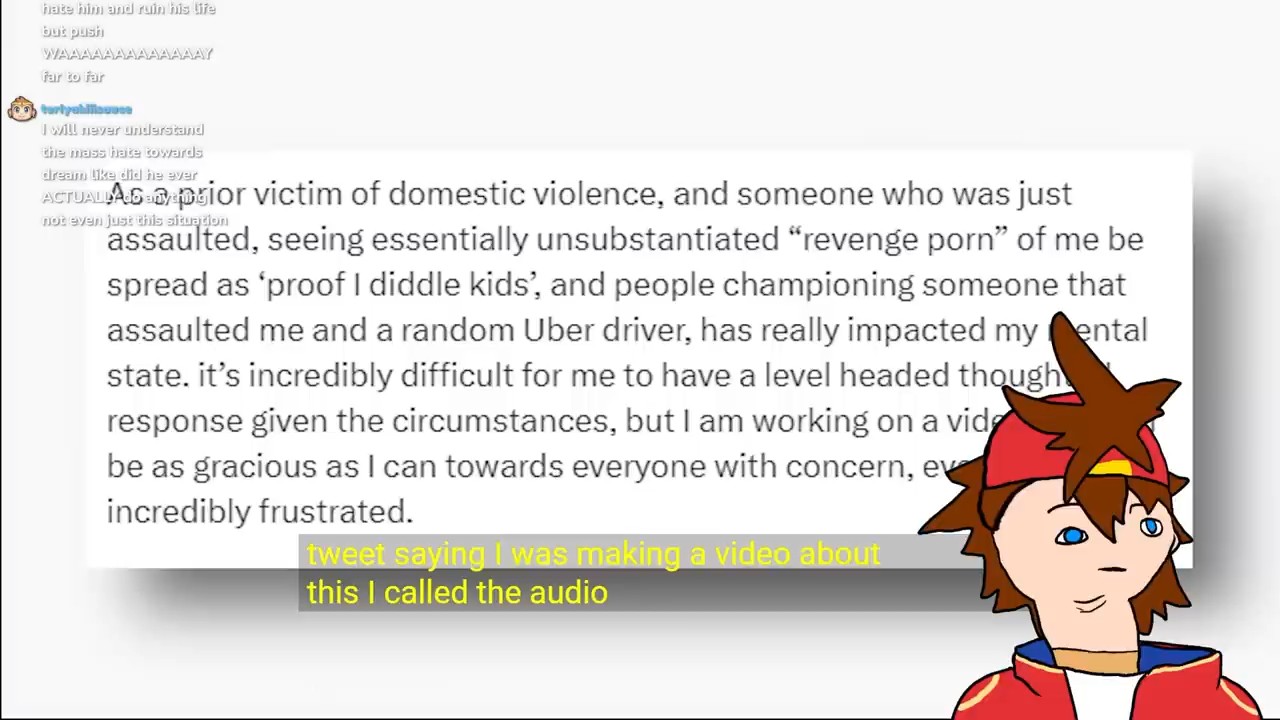 hate him and ruin his life
but push
WAAAAAAAAAAAAAY
far to far
teriyakiisauce
I will never understand
the mass hate towards
dream like did he ever
ACTUALLY do anything
not even just this situation
As a prior victim of domestic violence, and someone who was just
assaulted, seeing essentially unsubstantiated “revenge porn” of me be
spread as ‘proof I diddle kids’, and people championing someone that
assaulted me and a random Uber driver, has really impacted my mental
state. it’s incredibly difficult for me to have a level headed
response given the circumstances, but I am working on a
be as gracious as I can towards everyone with concern,
incredibly frustrated.
tweet saying I was making a video about
this I called the audio